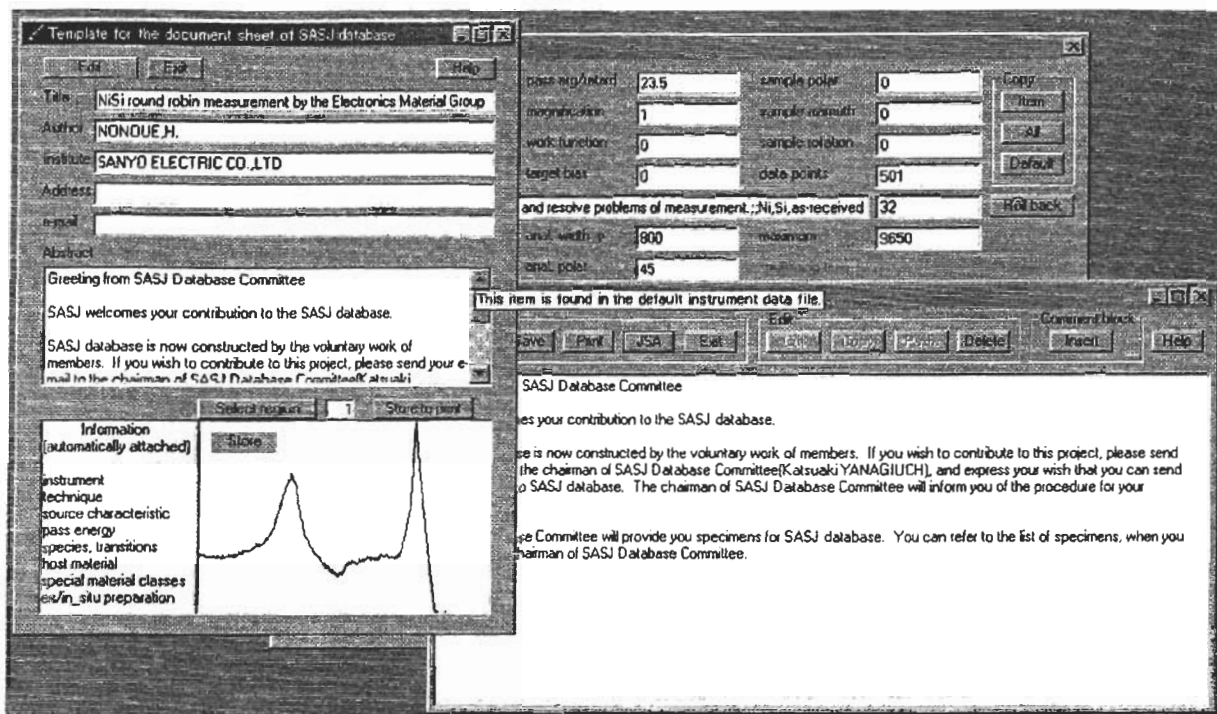 Template for the document sheet of SASJ database
Edit Exit Help
Title NiSi round robin measurement by the Electronics Material Group
Author NONOUE,H.
institute SANYO ELECTRIC CO.,LTD
Address
e-mail
Abstract
Greeting from SASJ Database Committee
SASJ welcomes your contribution to the SASJ database.
SASJ database is now constructed by the voluntary work of
members. If you wish to contribute to this project, please send your e-
mail to the chairman of SASJ Database Committee(Katsuaki
Select region 1 Store to print
Information
(automatically attached)
Store
instrument
technique
source characteristic
pass energy
species, transitions
host material
special material classes
ex/in_situ preparation
pass erg/retard 23.5 sample polar 0 Copy
magnification 1 sample azimuth 0 Item
work function 0 sample rotation 0 All
target bias 0 data points 501 Default
and resolve problems of measurement.;;Ni,Si,as-received 32 Roll back
anal. width y 800 maximum 9650
anal. polar 45
This item is found in the default instrument data file.
Edit Comment block
Save Print JSA Exit Copy Delete Insert Help
SASJ Database Committee
es your contribution to the SASJ database.
se is now constructed by the voluntary work of members. If you wish to contribute to this project, please send
the chairman of SASJ Database Committee(Katsuaki YANAGIUCH), and express your wish that you can send
o SASJ database. The chairman of SASJ Database Committee will inform you of the procedure for your
se Committee will provide you specimens for SASJ database. You can refer to the list of specimens, when you
hairman of SASJ Database Committee.